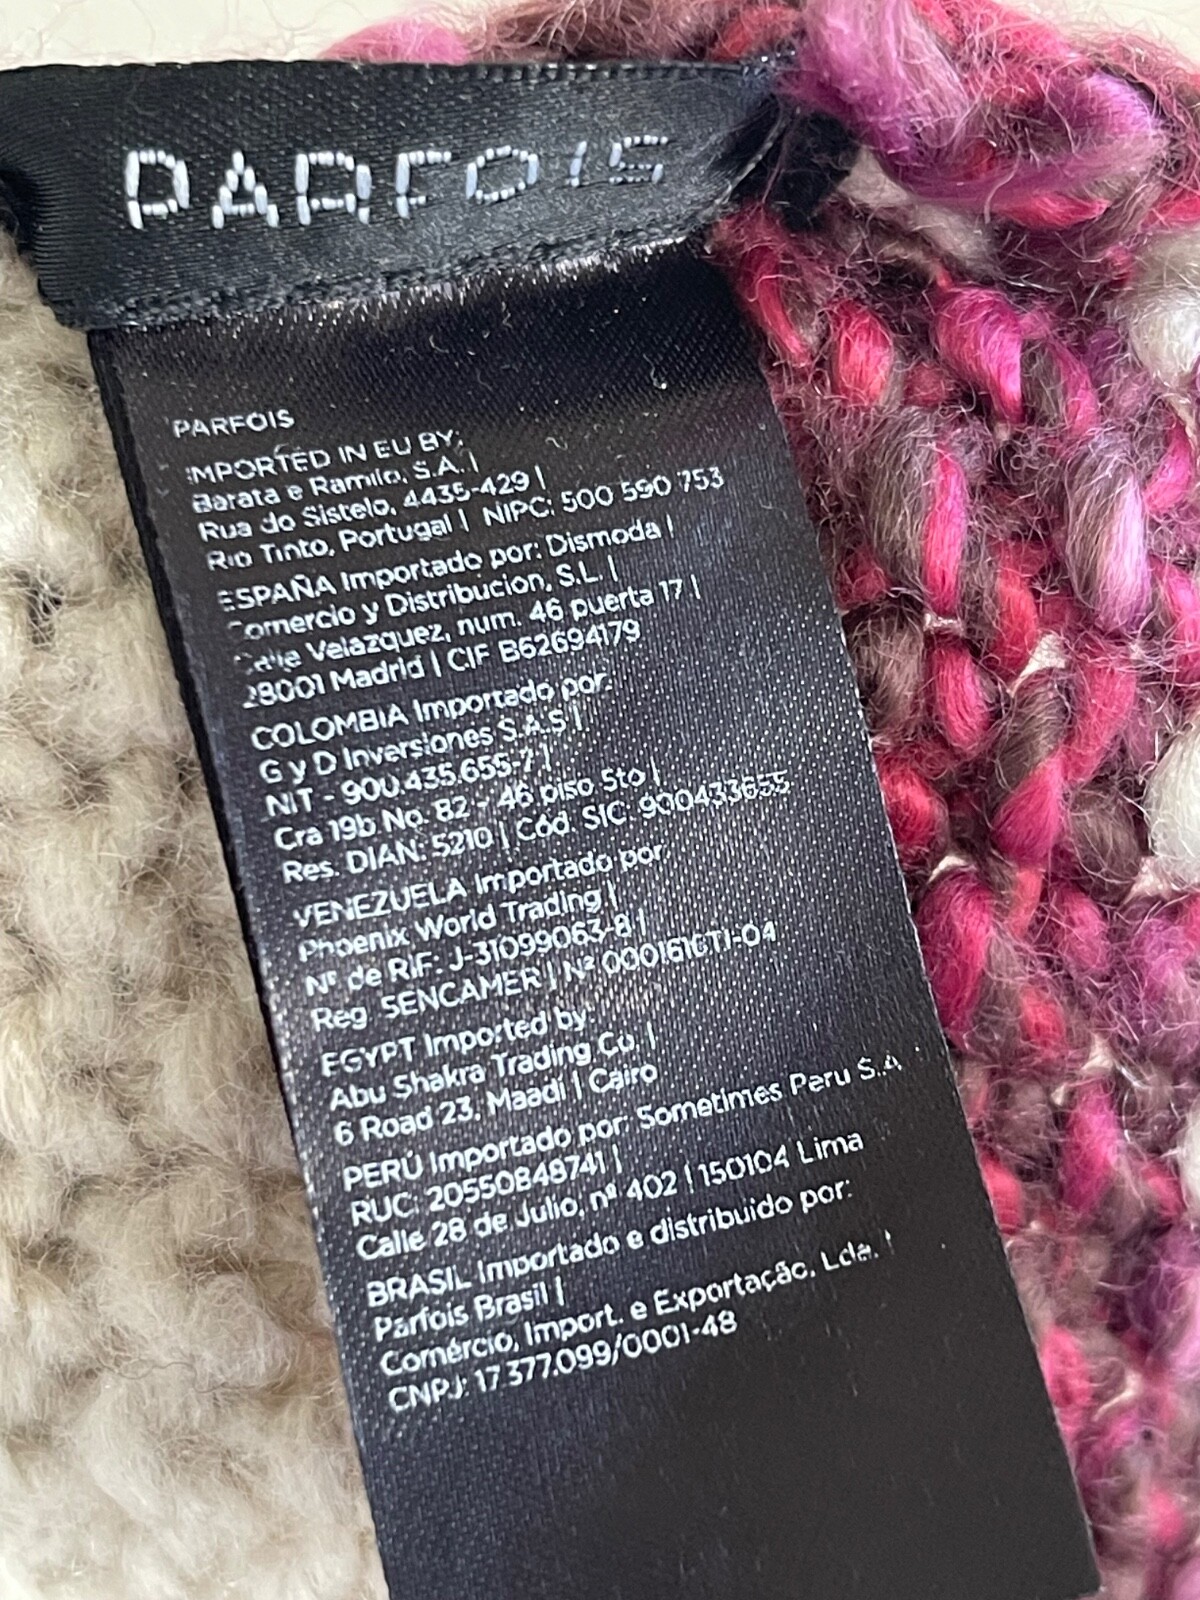 PARFOIS
PARFOIS
IMPORTED IN EU BY:
Barata e Ramilo, S.A. |
Rua do Sistelo, 4435-429 |
Rio Tinto, Portugal | NIPC: 500 590 753
ESPAÑA Importado por: Dismoda |
Comercio y Distribucion, S.L. |
Calle Velazquez, num. 46 puerta 17 |
28001 Madrid | CIF B62694179
COLOMBIA Importado por:
G y D Inversiones S.A.S |
NIT - 900.435.655-7 |
Cra 19b No. 82 - 46 piso 5to |
Res. DIAN: 5210 | Cód. SIC: 900433655
VENEZUELA Importado por:
Phoenix World Trading |
Nº de RIF: J-31099063-8 |
Reg SENCAMER | Nº
EGYPT Imported by:
Abu Shakra Trading Co. |
6 Road 23, Maadi | Cairo
PERÚ Importado por: Sometimes Peru S.A
RUC: 20550848741 |
Calle 28 de Julio, nº 402 | 150104 Lima
BRASIL Importado e distribuido por:
Parfois Brasil |
Comércio, Import. e Exportação, Lda. |
CNPJ: 17.377.099/0001-48